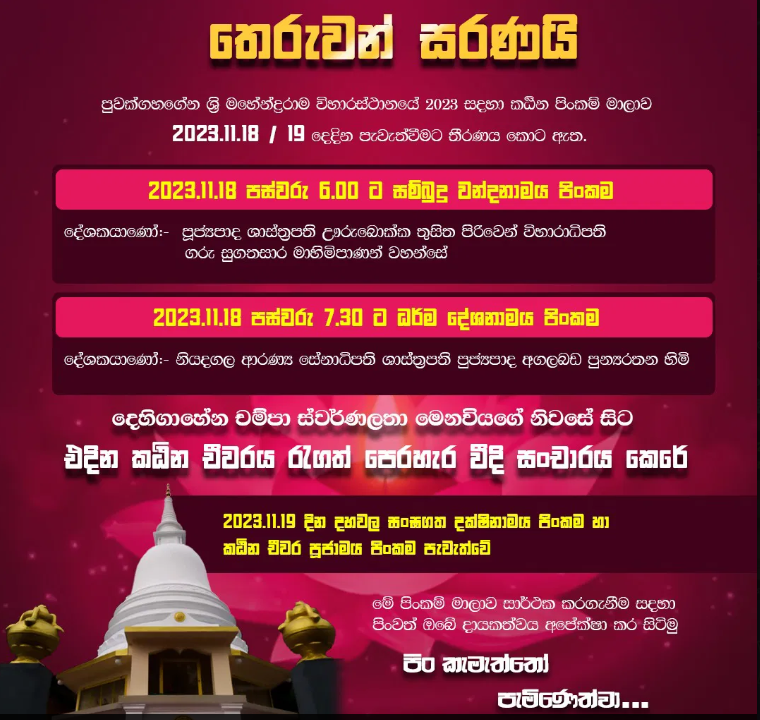 තෙරුවන් සරණයි
පුවක්ගහගේන ශ්‍රි මහේන්ද්‍රරාම විහාරස්ථානයේ 2023 සදහා කඨින පිංකම් මාලාව
2023.11.18 / 19 දෙදින පැවැත්වීමට තීරණය කොට ඇත.
2023.11.18 පස්වරු 6.00 ට සම්බුදු වන්දනාමය පිංකම
දේශකයාණෝ:- පූජ්‍යපාද ශාස්ත්‍රපති ඌරුබොක්ක තුසිත පිරිවෙන් විහාරාධිපති
ගරු සුගතසාර මාහිමිපාණන් වහන්සේ
2023.11.18 පස්වරු 7.30 ට ධර්ම දේශනාමය පිංකම
දේශකයාණෝ:- නියදගල ආරණ්‍ය සේනාධිපති ශාස්ත්‍රපති පුජ්‍යපාද අගලබඩ පුන්‍යරතන හිමි
දෙහිගාහේන චම්පා ස්වර්ණලතා මෙනවියගේ නිවසේ සිට
එදින කඨින චීවරය රැගත් පෙරහැර වීදි සංචාරය කෙරේ
2023.11.19 දින දහවල සංඝගත දක්ෂිනාමය පිංකම හා
කඨින චීවර පූජාමය පිංකම පැවැත්වේ
මේ පිංකම් මාලාව සාර්ථක කරගැනීම සදහා
පිංවත් ඔබේ දායකත්වය අපේක්ෂා කර සිටිමු
පිං කැමැත්තෝ
පැමිණෙත්වා...